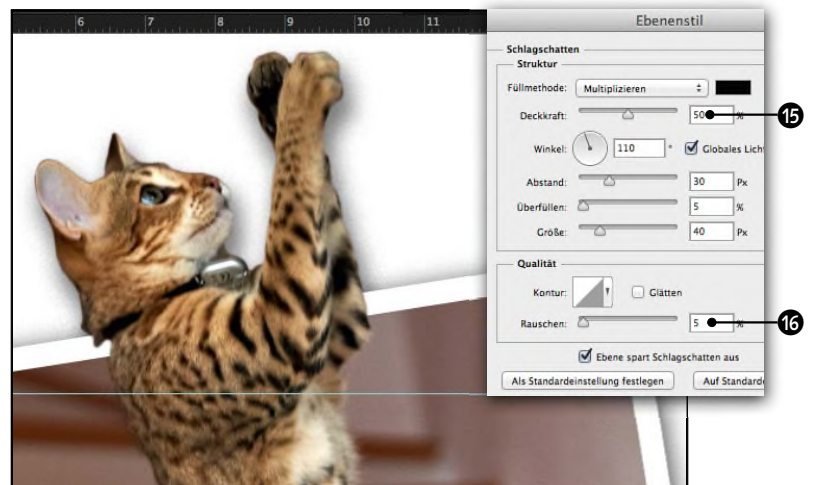 6 7 8 9 10 11
Ebenenstil
Schlagschatten
Struktur
Füllmethode: Multiplizieren
Deckkraft: 50 % 15
Winkel: 110 ° Globales Licht
Abstand: 30 Px
Überfüllen: 5 %
Größe: 40 Px
Qualität
Kontur: Glätten
Rauschen: 5 % 16
Ebene spart Schlagschatten aus
Als Standardeinstellung festlegen Auf Standarde